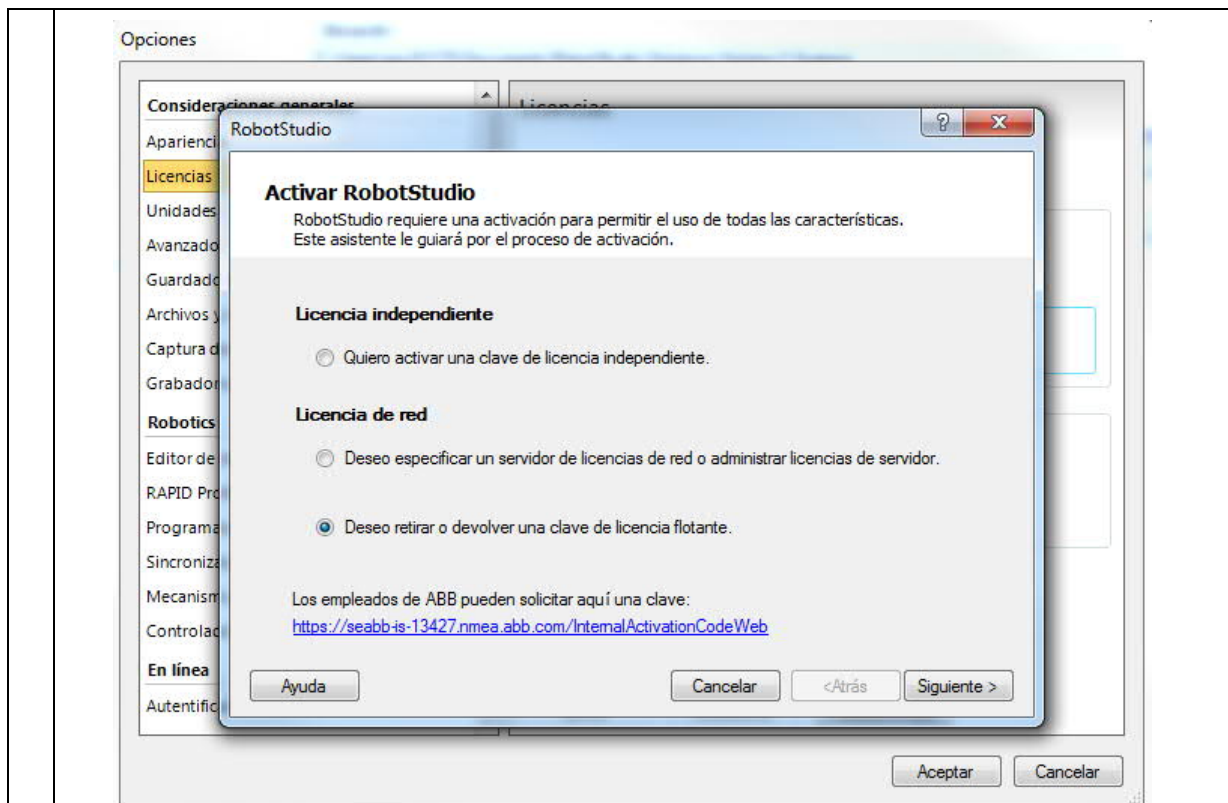 Opciones
Consideraciones generales
Licencias
Apariencia
Licencias
Unidades
Avanzado
Guardado
Archivos y
Captura d
Grabador
Robotics
Editor de
RAPID Pro
Programa
Sincroniza
Mecanism
Controlad
En línea
Autentific
RobotStudio
Activar RobotStudio
RobotStudio requiere una activación para permitir el uso de todas las características.
Este asistente le guiará por el proceso de activación.
Licencia independiente
Quiero activar una clave de licencia independiente.
Licencia de red
Deseo especificar un servidor de licencias de red o administrar licencias de servidor.
Deseo retirar o devolver una clave de licencia flotante.
Los empleados de ABB pueden solicitar aquí una clave:
https://seabb-is-13427.nmea.abb.com/InternalActivationCodeWeb
Ayuda
Cancelar
<Atrás
Siguiente >
Aceptar
Cancelar